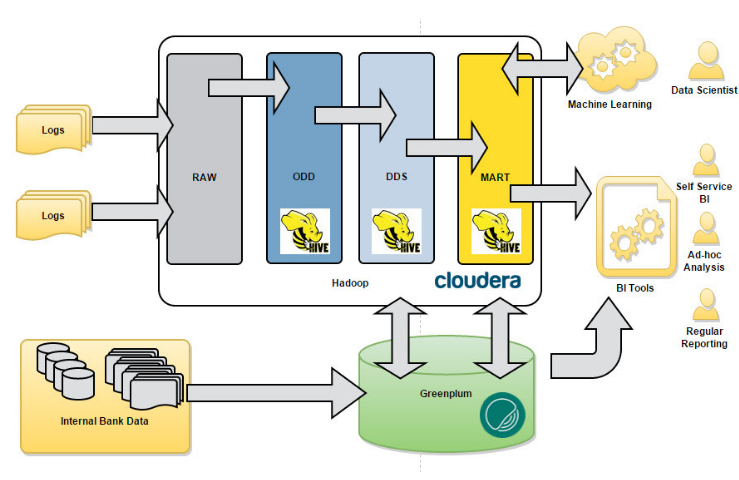 Logs
Logs
RAW
ODD
DDS
MART
HIVE
HIVE
HIVE
Hadoop
cloudera
Machine Learning
Data Scientist
Self Service
BI
Ad-hoc
Analysis
BI Tools
Regular
Reporting
Internal Bank Data
Greenplum